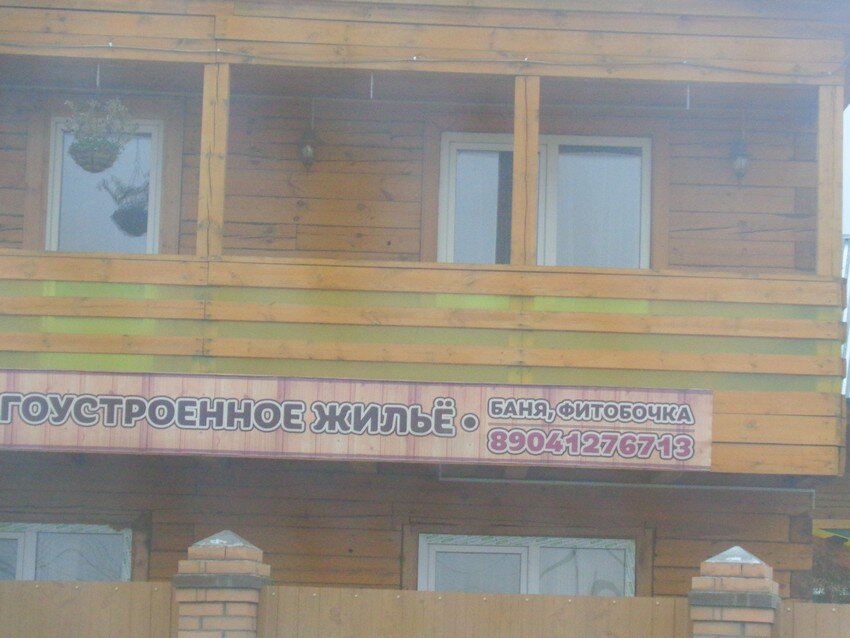 ГОУСТРОЕННОЕ ЖИЛЬЁ •
БАНЯ, ФИТОБОЧКА
89041276713